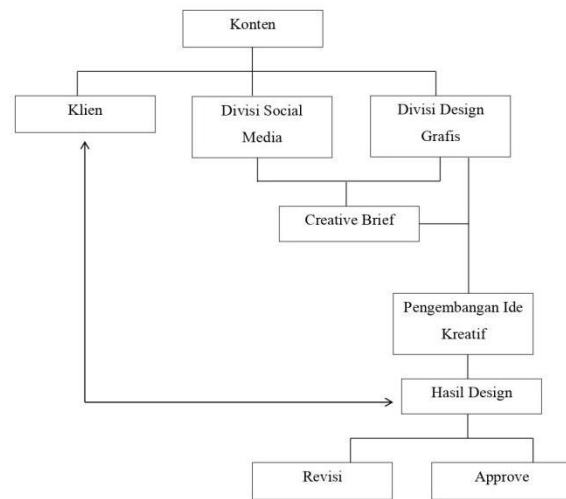 Konten
Klien
Divisi Social
Media
Divisi Design
Grafis
Creative Brief
Pengembangan Ide
Kreatif
Hasil Design
Revisi
Approve